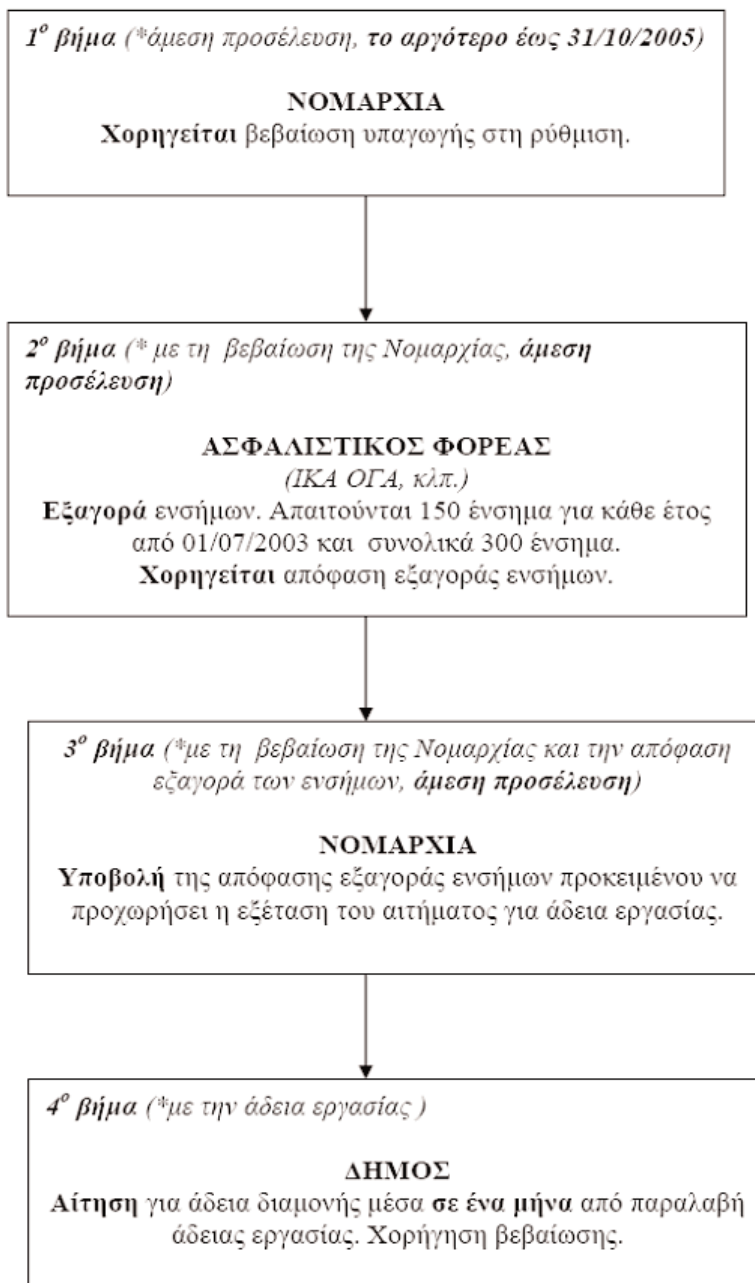 1ο βήμα (*άμεση προσέλευση, το αργότερο έως 31/10/2005)
ΝΟΜΑΡΧΙΑ
Χορηγείται βεβαίωση υπαγωγής στη ρύθμιση.
2ο βήμα (* με τη βεβαίωση της Νομαρχίας, άμεση
προσέλευση)
ΑΣΦΑΛΙΣΤΙΚΟΣ ΦΟΡΕΑΣ
(ΙΚΑ ΟΓΑ, κλπ.)
Εξαγορά ενσήμων. Απαιτούνται 150 ένσημα για κάθε έτος
από 01/07/2003 και συνολικά 300 ένσημα.
Χορηγείται απόφαση εξαγοράς ενσήμων.
3ο βήμα (*με τη βεβαίωση της Νομαρχίας και την απόφαση
εξαγορά των ενσήμων, άμεση προσέλευση)
ΝΟΜΑΡΧΙΑ
Υποβολή της απόφασης εξαγοράς ενσήμων προκειμένου να
προχωρήσει η εξέταση του αιτήματος για άδεια εργασίας.
4ο βήμα (*με την άδεια εργασίας )
ΔΗΜΟΣ
Αίτηση για άδεια διαμονής μέσα σε ένα μήνα από παραλαβή
άδειας εργασίας. Χορήγηση βεβαίωσης.